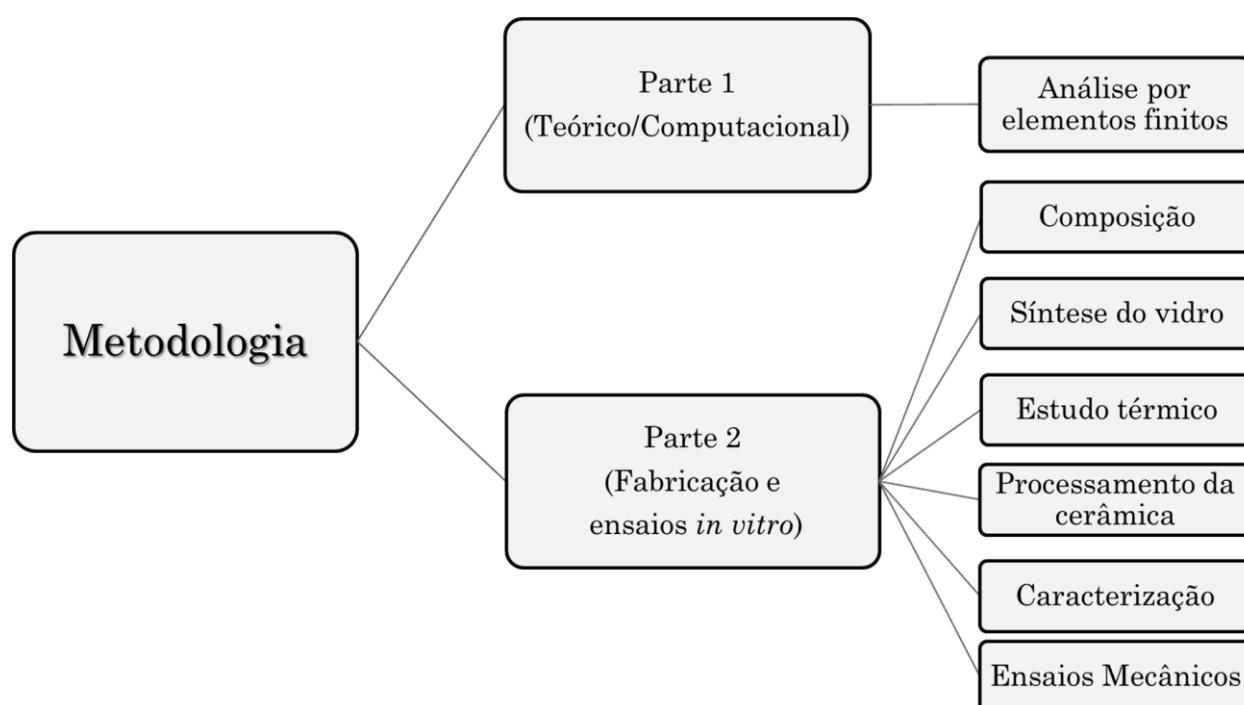 Metodologia
Parte 1
(Teórico/Computacional)
Análise por
elementos finitos
Parte 2
(Fabricação e
ensaios in vitro)
Composição
Síntese do vidro
Estudo térmico
Processamento da
cerâmica
Caracterização
Ensaios Mecânicos